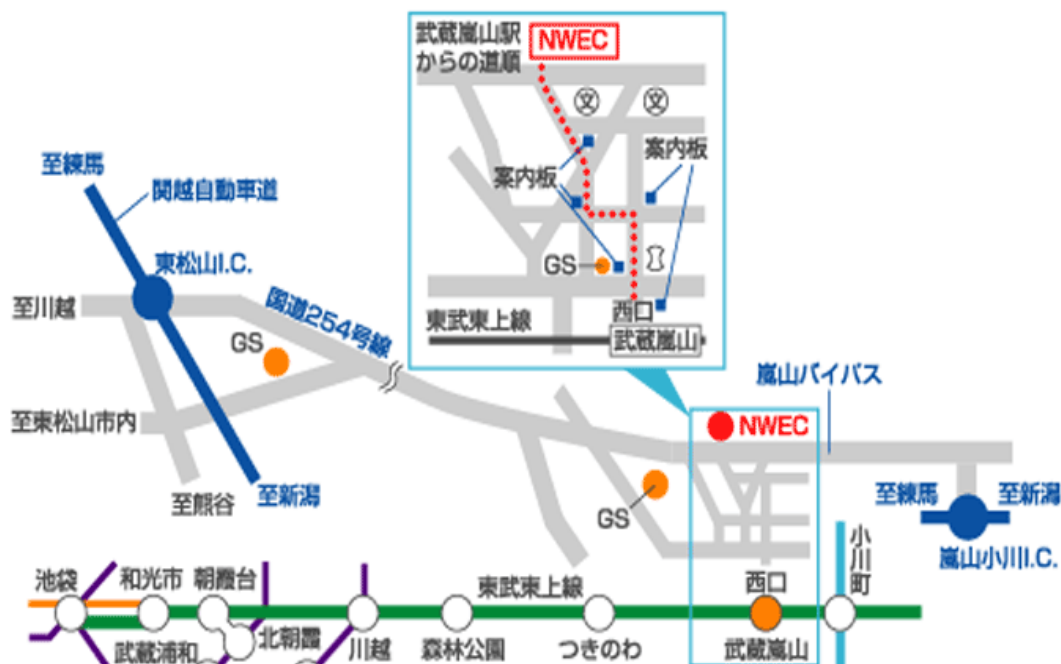 武蔵嵐山駅
からの道順
NWEC
文
文
案内板
案内板
GS
西口
東武東上線
武蔵嵐山
至練馬
関越自動車道
東松山I.C.
至川越
国道254号線
GS
至東松山市内
至熊谷
至新潟
嵐山バイパス
NWEC
GS
至練馬
至新潟
嵐山小川I.C.
小川町
池袋
和光市
朝霞台
東武東上線
西口
武蔵浦和
北朝霞
川越
森林公園
つきのわ
武蔵嵐山